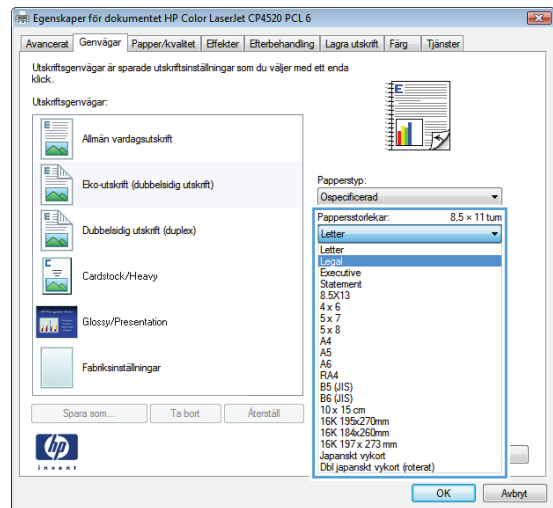 Egenskaper för dokumentet HP Color LaserJet CP4520 PCL 6
Avancerat Genvägar Papper/kvalitet Effekter Efterbehandling Lagra utskrift Färg Tjänster
Utskriftsgenvägar är sparade utskriftsinställningar som du väljer med ett enda
klick.
Utskriftsgenvägar:
Allmän vardagsutskrift
Eko-utskrift (dubbelsidig utskrift)
Dubbelsidig utskrift (duplex)
Cardstock/Heavy
Glossy/Presentation
Fabriksinställningar
Spara som... Ta bort Återställ
hp
invent
E
Papperstyp:
Ospecificerad
Pappersstorlekar: 8,5 × 11 tum
Letter
Letter
Legal
Executive
Statement
8.5X13
4 x 6
5 x 7
5 x 8
A4
A5
A6
RA4
B5 (JIS)
B6 (JIS)
10 x 15 cm
16K 195x270mm
16K 184x260mm
16K 197 x 273 mm
Japanskt vykort
Dbl japanskt vykort (roterat)
OK Avbryt